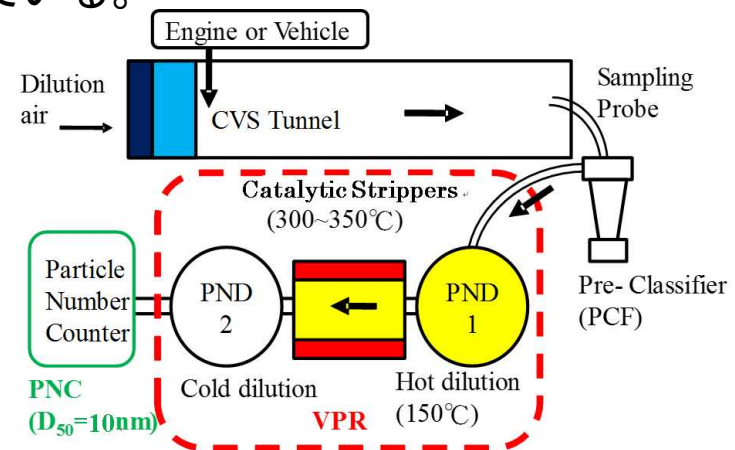 Engine or Vehicle
Dilution
air
CVS Tunnel
Sampling
Probe
Catalytic Strippers
(300~350℃)
Particle
Number
Counter
PND
2
PND
1
Pre- Classifier
(PCF)
Cold dilution
Hot dilution
(150℃)
PNC
(D₅₀=10nm)
VPR